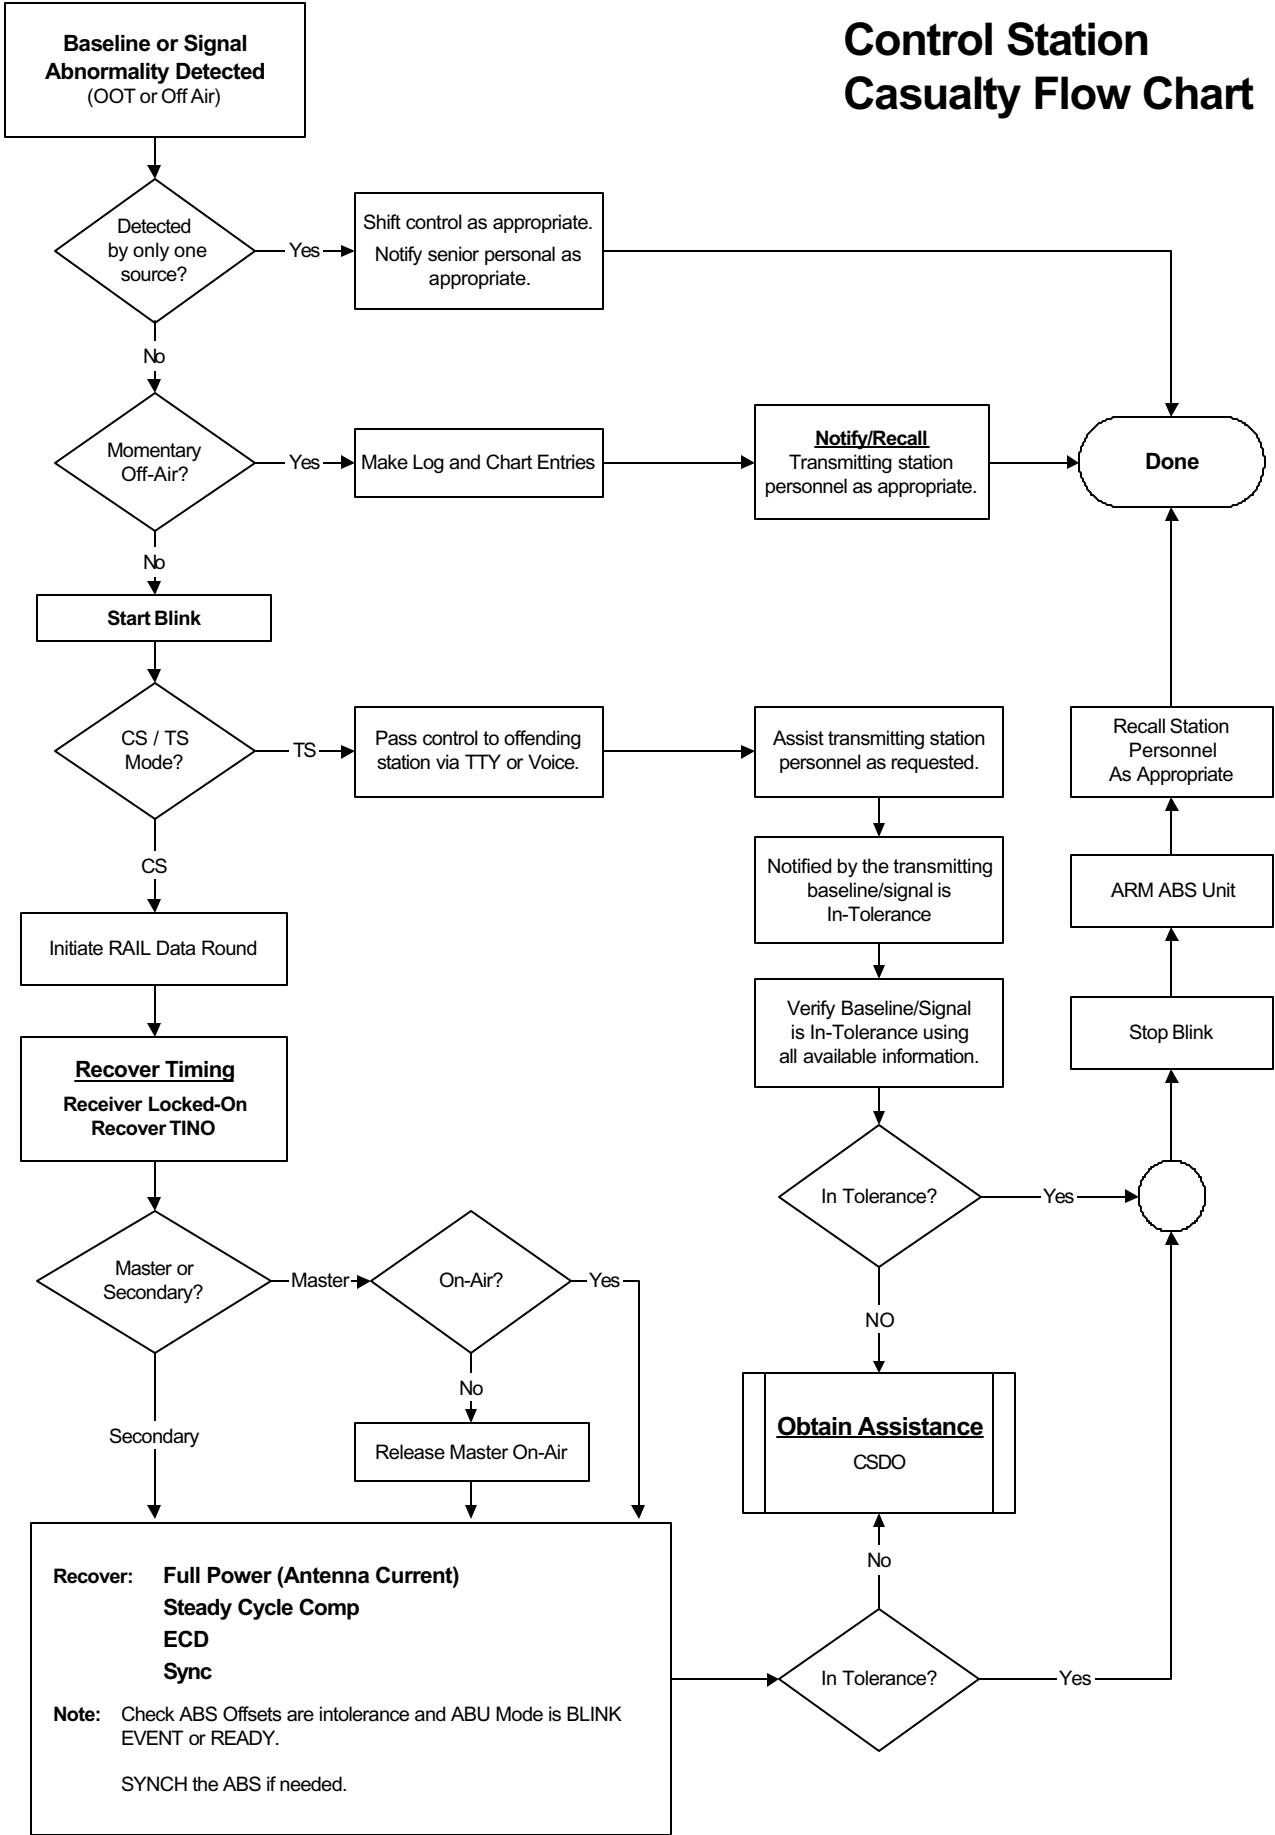 Control Station
Casualty Flow Chart
Baseline or Signal
Abnormality Detected
(OOT or Off Air)
Detected
by only one
source?
Yes
Shift control as appropriate.
Notify senior personal as
appropriate.
No
Momentary
Off-Air?
Yes
Make Log and Chart Entries
Notify/Recall
Transmitting station
personnel as appropriate.
Done
No
Start Blink
CS / TS
Mode?
TS
Pass control to offending
station via TTY or Voice.
Assist transmitting station
personnel as requested.
Recall Station
Personnel
As Appropriate
CS
Notified by the transmitting
baseline/signal is
In-Tolerance
ARM ABS Unit
Initiate RAIL Data Round
Verify Baseline/Signal
is In-Tolerance using
all available information.
Stop Blink
Recover Timing
Receiver Locked-On
Recover TINO
In Tolerance?
Yes
Master or
Secondary?
Master
On-Air?
Yes
NO
No
Secondary
Release Master On-Air
Obtain Assistance
CSDO
No
Recover: Full Power (Antenna Current)
Steady Cycle Comp
ECD
Sync
Note: Check ABS Offsets are intolerance and ABU Mode is BLINK
EVENT or READY.
SYNCH the ABS if needed.
In Tolerance?
Yes